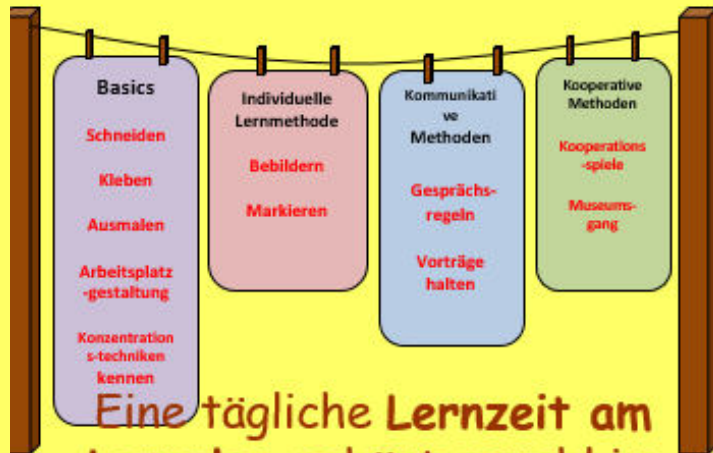 Basics
Schneiden
Kleben
Ausmalen
Arbeitsplatz
-gestaltung
Konzentration
s-techniken
kennen
Individuelle
Lernmethode
Bebildern
Markieren
Kommunikati
ve
Methoden
Gesprächs-
regeln
Vorträge
halten
Kooperative
Methoden
Kooperations
-spiele
Museums-
gang
Eine tägliche Lernzeit am